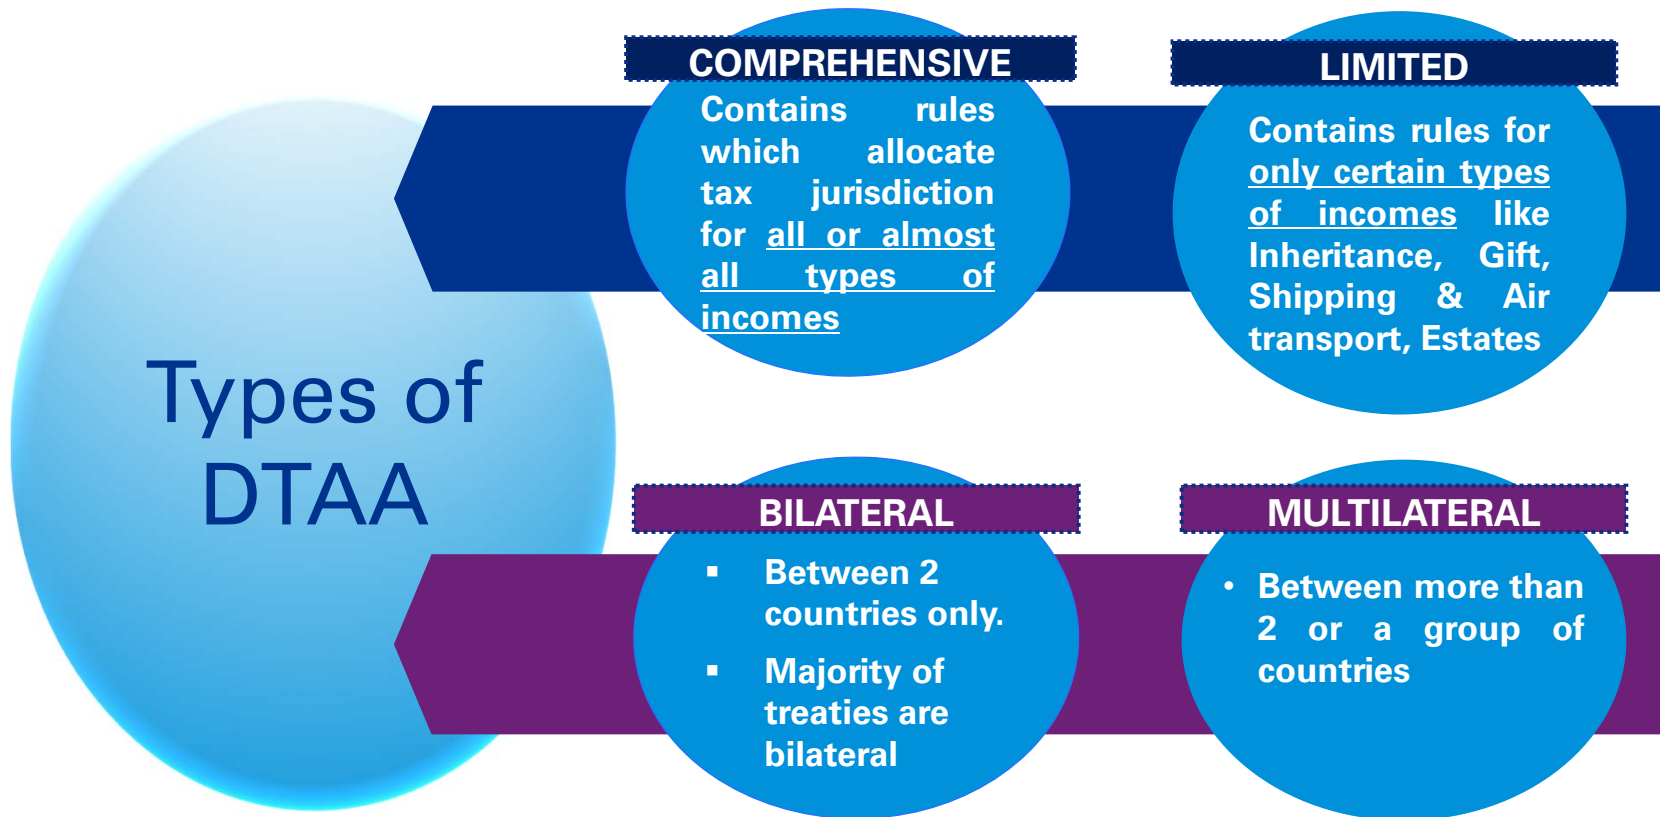 Types of
DTAA
COMPREHENSIVE
Contains rules
which allocate
tax jurisdiction
for all or almost
all types of
incomes
LIMITED
Contains rules for
only certain types
of incomes like
Inheritance, Gift,
Shipping & Air
transport, Estates
BILATERAL
▪ Between 2
countries only.
▪ Majority of
treaties are
bilateral
MULTILATERAL
• Between more than
2 or a group of
countries